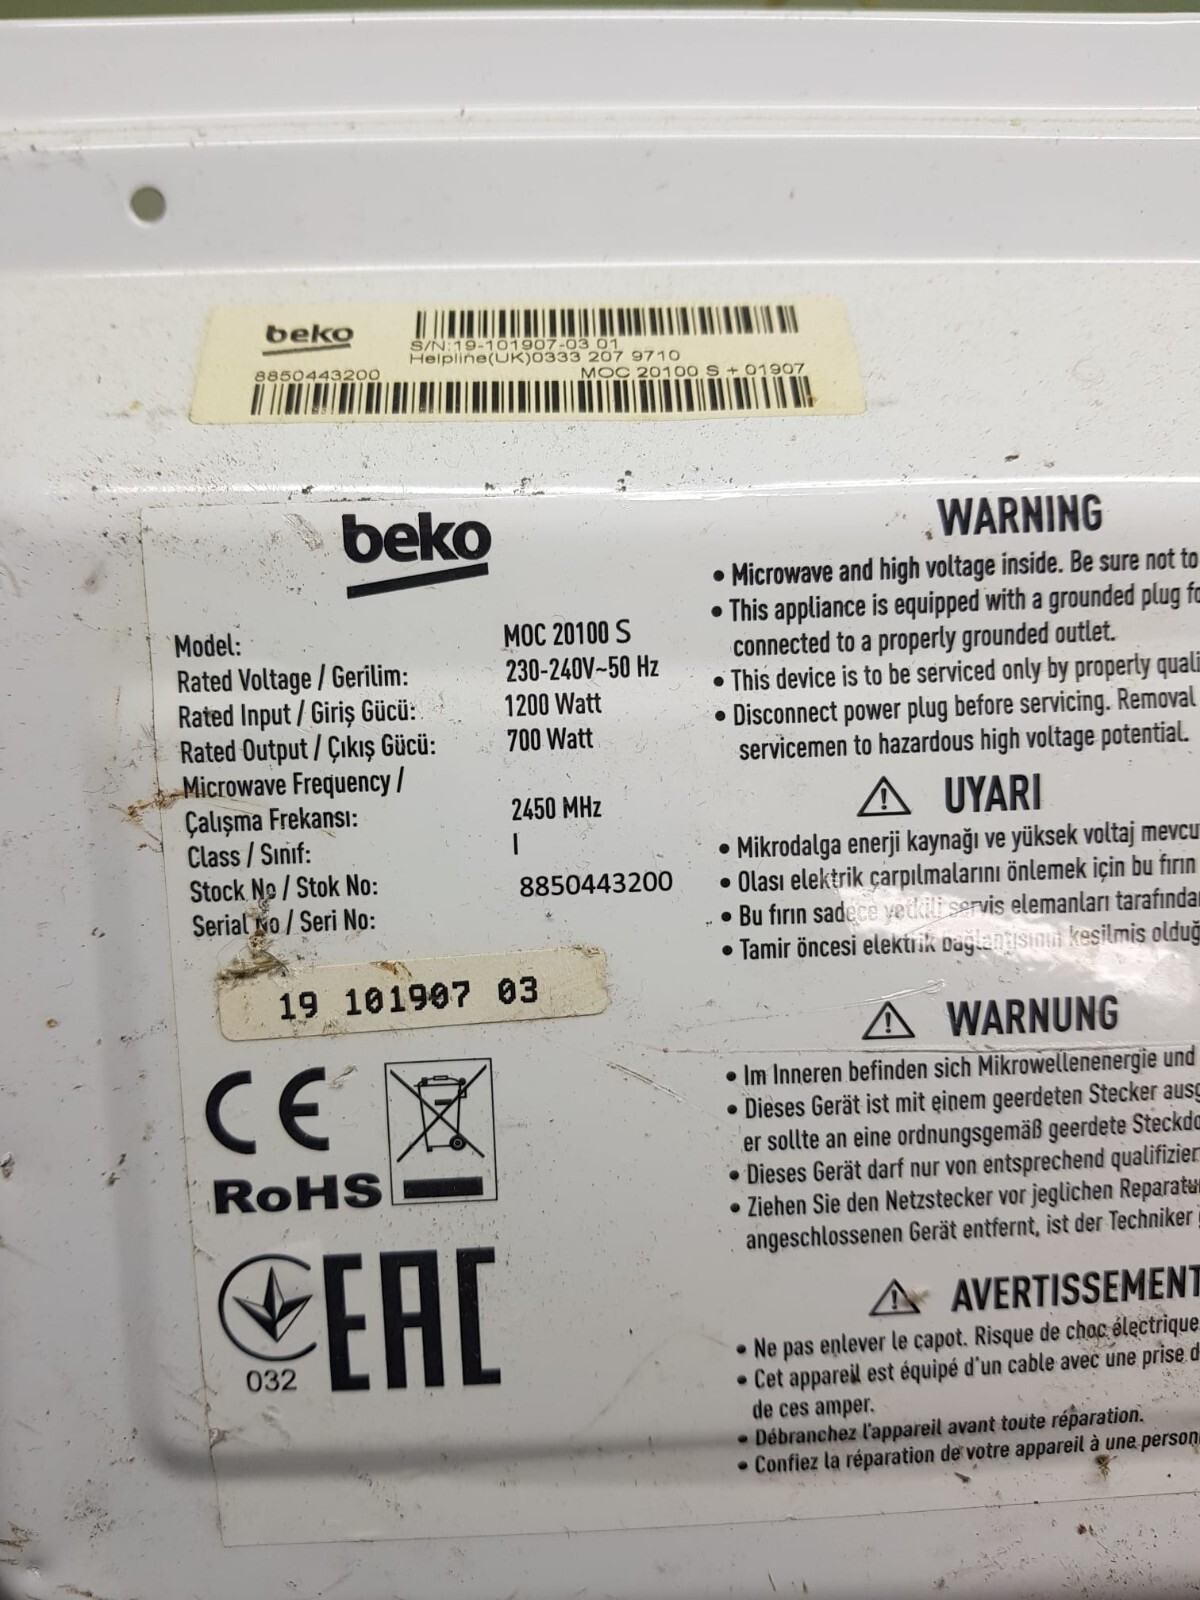 beko
S/N:19-101907-03 01
Helpline(UK)0333 207 9710
8850443200 MOC 20100 S + 01907
beko
Model: MOC 20100 S
Rated Voltage / Gerilim: 230-240V~50 Hz
Rated Input / Giriş Gücü: 1200 Watt
Rated Output / Çıkış Gücü: 700 Watt
Microwave Frequency /
Çalışma Frekansı: 2450 MHz
Class / Sınıf: I
Stock No / Stok No: 8850443200
Serial No / Seri No:
19 101907 03
CE
RoHS
032
EAC
WARNING
• Microwave and high voltage inside. Be sure not to
• This appliance is equipped with a grounded plug
connected to a properly grounded outlet.
• This device is to be serviced only by properly
• Disconnect power plug before servicing. Removal
servicemen to hazardous high voltage potential.
UYARI
• Mikrodalga enerji kaynağı ve yüksek voltaj
• Olası elektrik çarpılmalarını önlemek için bu fırın
• Bu fırın sadece yetkili servis elemanları
• Tamir öncesi elektrik bağlantısının kesilmiş
WARNUNG
• Im Inneren befinden sich Mikrowellenenergie und
• Dieses Gerät ist mit einem geerdeten Stecker
er sollte an eine ordnungsgemäß geerdete
• Dieses Gerät darf nur von entsprechend
• Ziehen Sie den Netzstecker vor jeglichen
angeschlossenen Gerät entfernt, ist der Techniker
AVERTISSEMENT
• Ne pas enlever le capot. Risque de choc électrique
• Cet appareil est équipé d'un cable avec une prise
de ces amper.
• Débranchez l'appareil avant toute réparation.
• Confiez la réparation de votre appareil à une